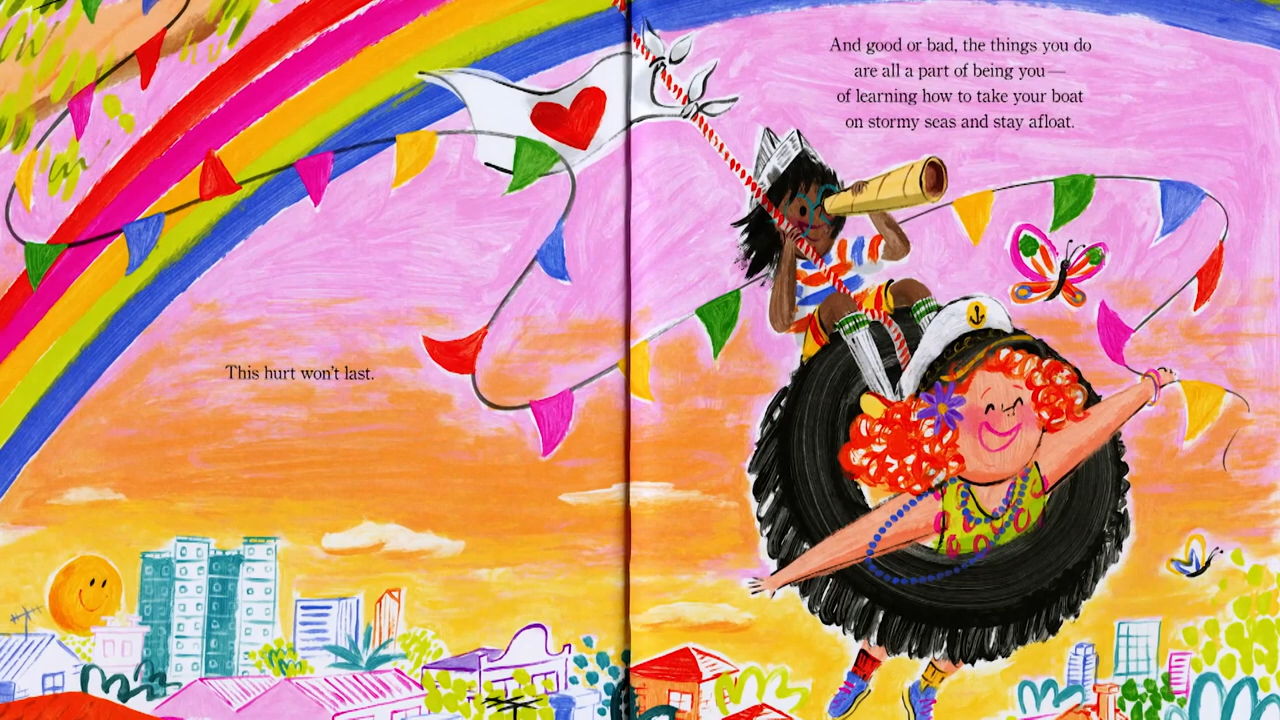 This hurt won't last.
And good or bad, the things you do
are all a part of being you—
of learning how to take your boat
on stormy seas and stay afloat.